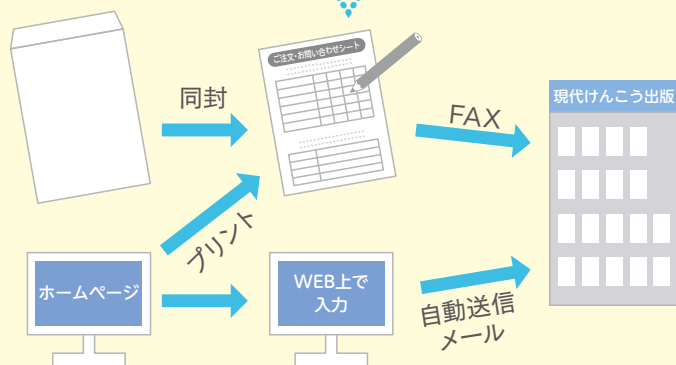 ご注文・お問い合わせシート
同封
FAX
現代けんこう出版
プリント
ホームページ
WEB上で
入力
自動送信
メール